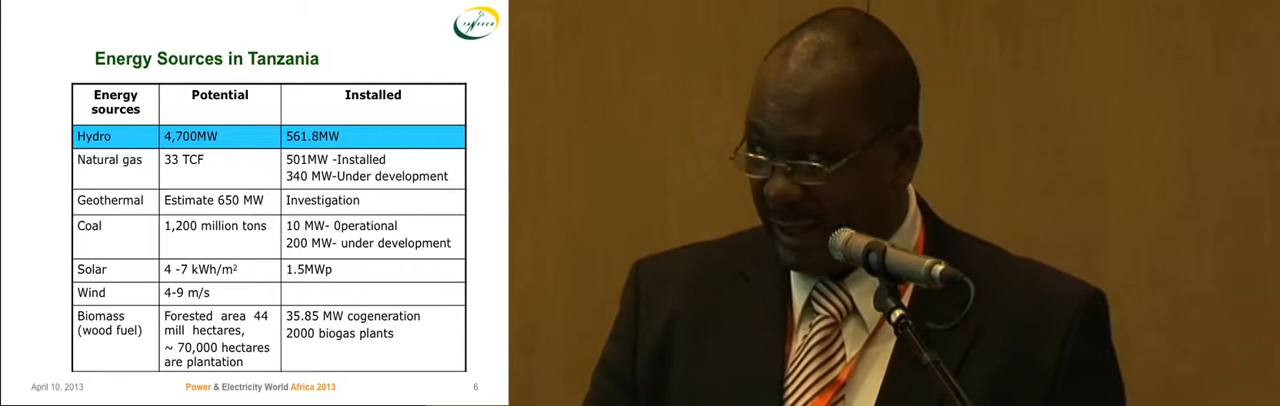 TANESCO
Energy Sources in Tanzania
Energy
sources
Potential
Installed
Hydro
4,700MW
561.8MW
Natural gas
33 TCF
501MW -Installed
340 MW-Under development
Geothermal
Estimate 650 MW
Investigation
Coal
1,200 million tons
10 MW- 0perational
200 MW- under development
Solar
4 -7 kWh/m²
1.5MWp
Wind
4-9 m/s
Biomass
(wood fuel)
Forested area 44
mill hectares,
~ 70,000 hectares
are plantation
35.85 MW cogeneration
2000 biogas plants
April 10, 2013
Power & Electricity World Africa 2013
6